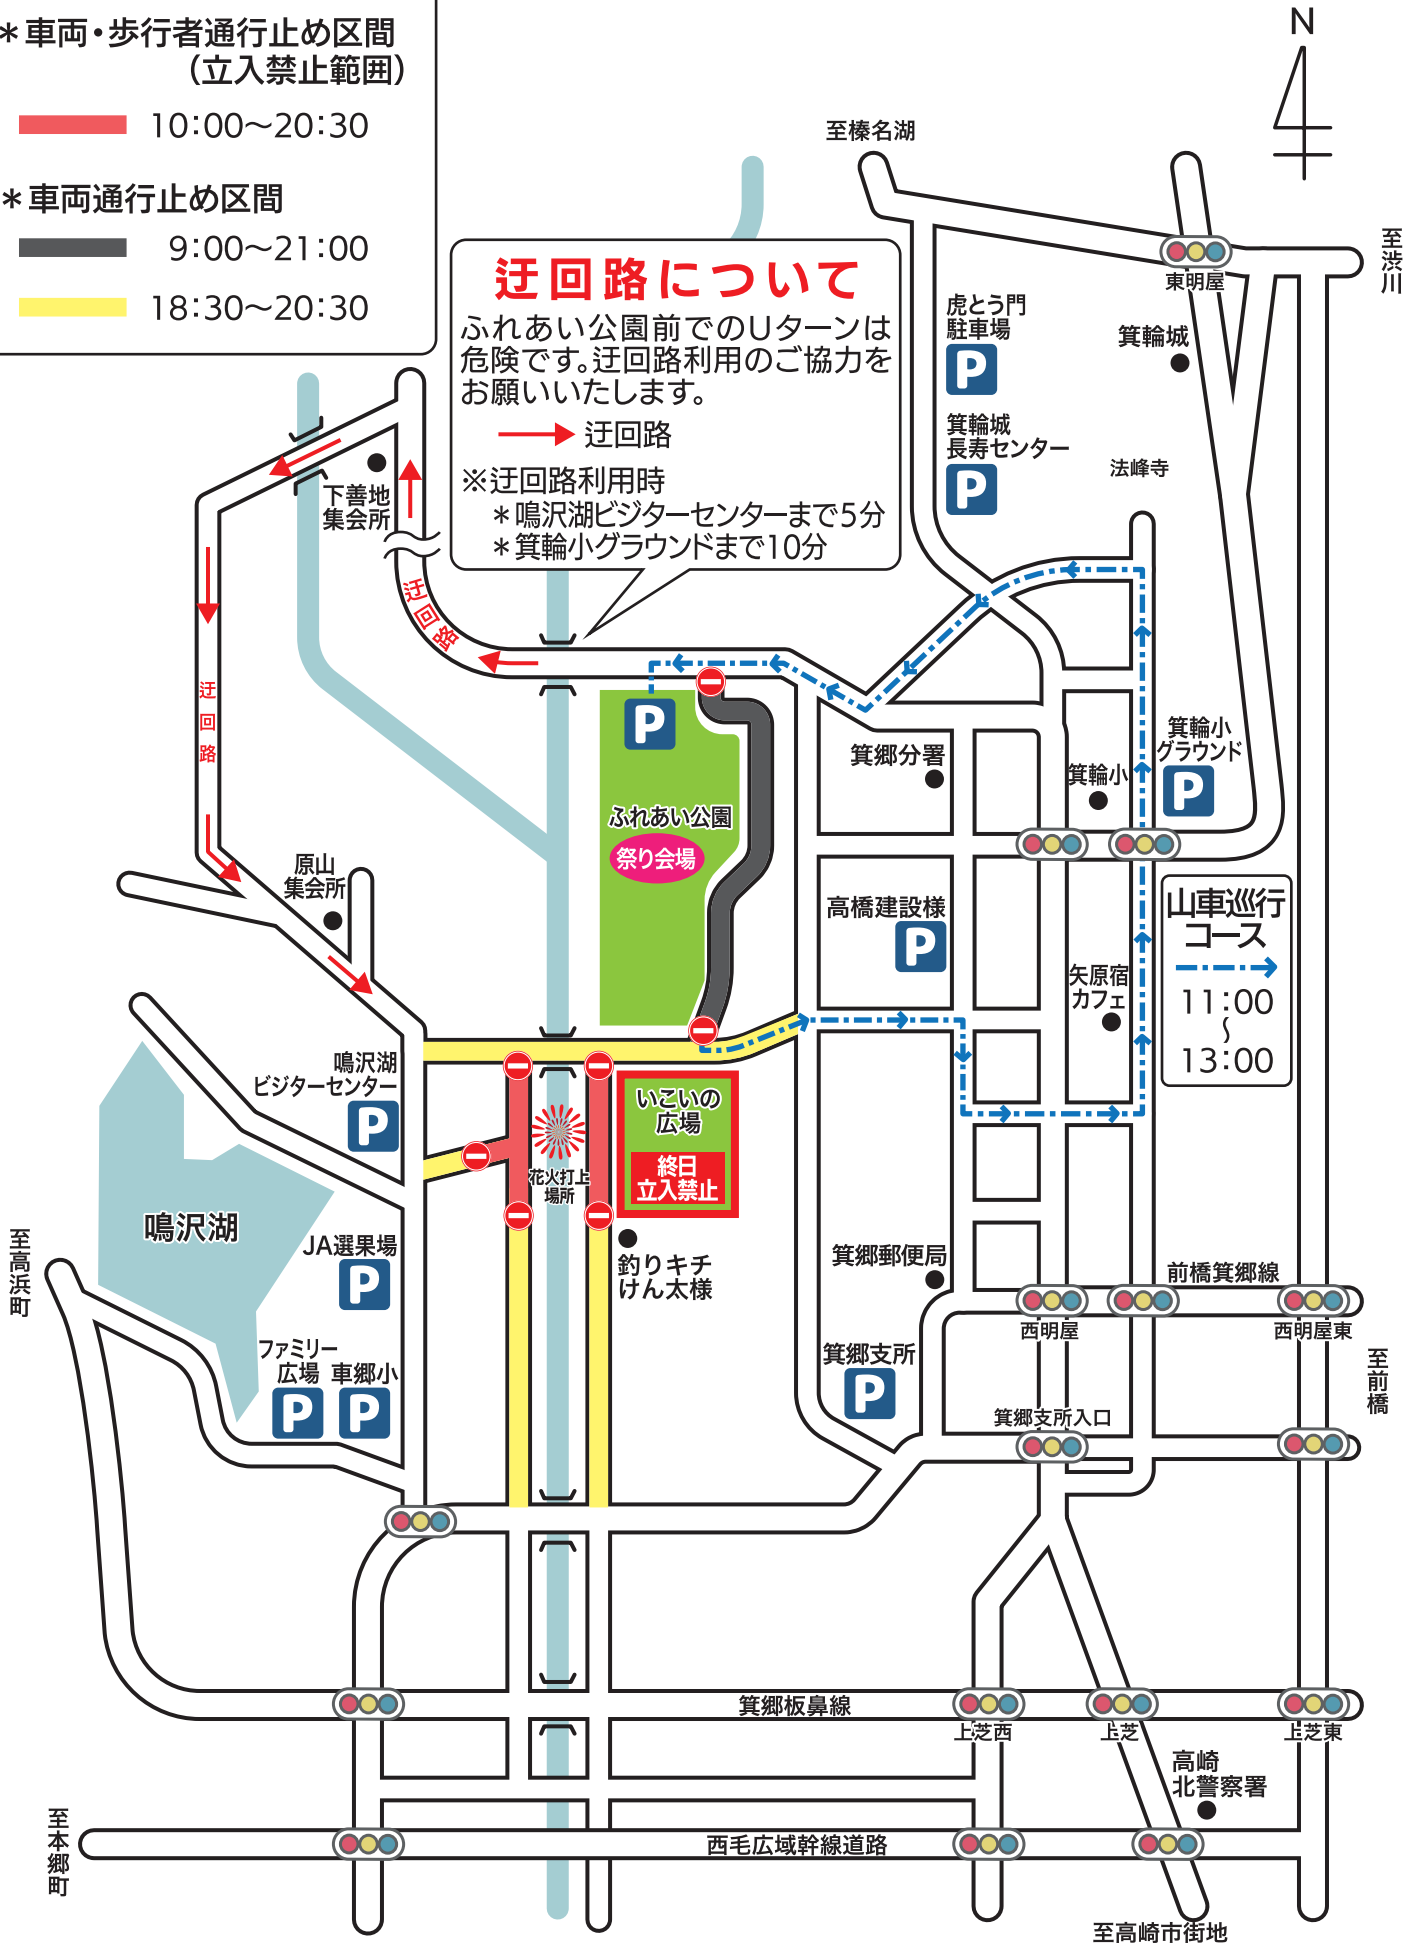 ＊車両・歩行者通行止め区間
（立入禁止範囲）
10：00～20：30
＊車両通行止め区間
9：00～21：00
18：30～20：30
N
至榛名湖
至渋川
東明屋
箕輪城
虎とう門
駐車場
P
箕輪城
長寿センター
P
法峰寺
迂回路について
ふれあい公園前でのUターンは
危険です。迂回路利用のご協力を
お願いいたします。
迂回路
※迂回路利用時
＊鳴沢湖ビジターセンターまで5分
＊箕輪小グラウンドまで10分
下善地
集会所
迂回路
迂回路
P
箕輪小
グラウンド
P
箕郷分署
箕輪小
ふれあい公園
祭り会場
原山
集会所
高橋建設様
P
山車巡行
コース
11：00
～
13：00
矢原宿
カフェ
鳴沢湖
ビジターセンター
P
いこいの
広場
終日
立入禁止
花火打上
場所
鳴沢湖
至高浜町
JA選果場
P
釣りキチ
けん太様
箕郷郵便局
前橋箕郷線
西明屋
西明屋東
ファミリー
広場
P
車郷小
P
箕郷支所
P
至前橋
箕郷支所入口
箕郷板鼻線
上芝西
上芝
上芝東
高崎
北警察署
至本郷町
西毛広域幹線道路
至高崎市街地